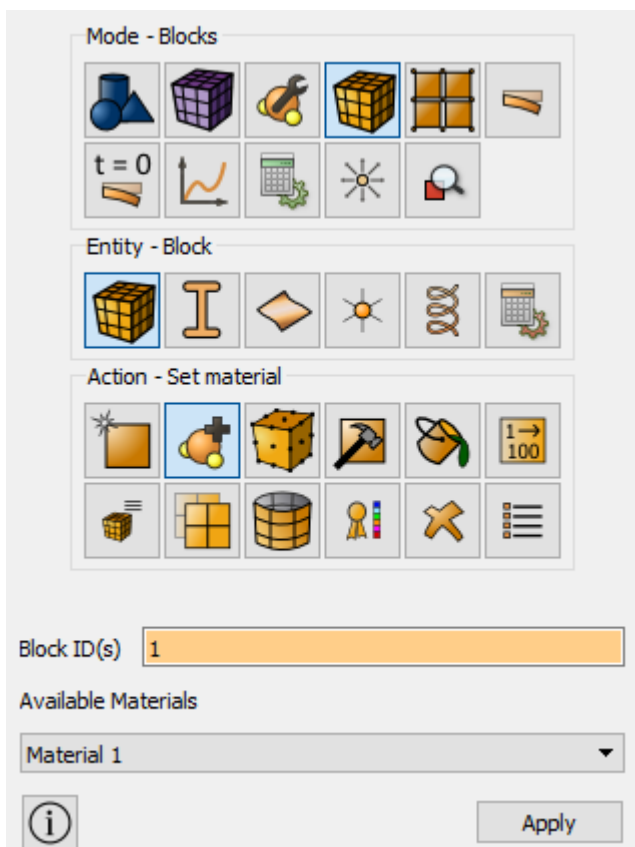 Mode - Blocks
t = 0
Entity - Block
Action - Set material
1→
100
Block ID(s) 1
Available Materials
Material 1
i
Apply